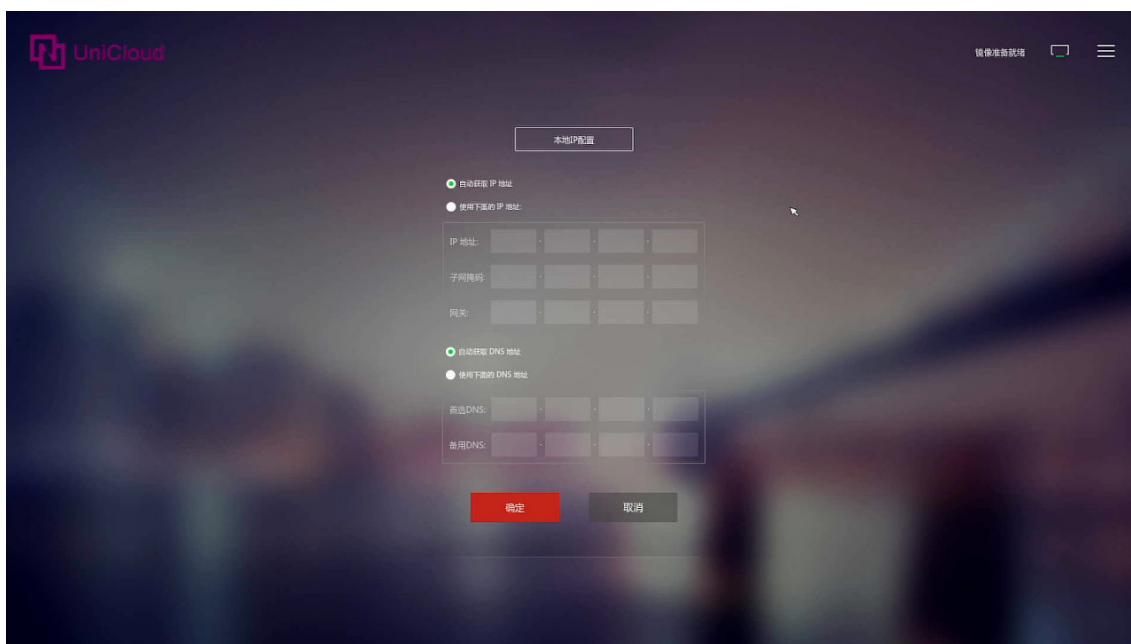 UniCloud
镜像准备就绪
本地IP配置
自动获取 IP 地址
使用下面的 IP 地址:
IP 地址:
子网掩码:
网关:
自动获取 DNS 地址
使用下面的 DNS 地址
首选DNS:
备用DNS:
确定
取消